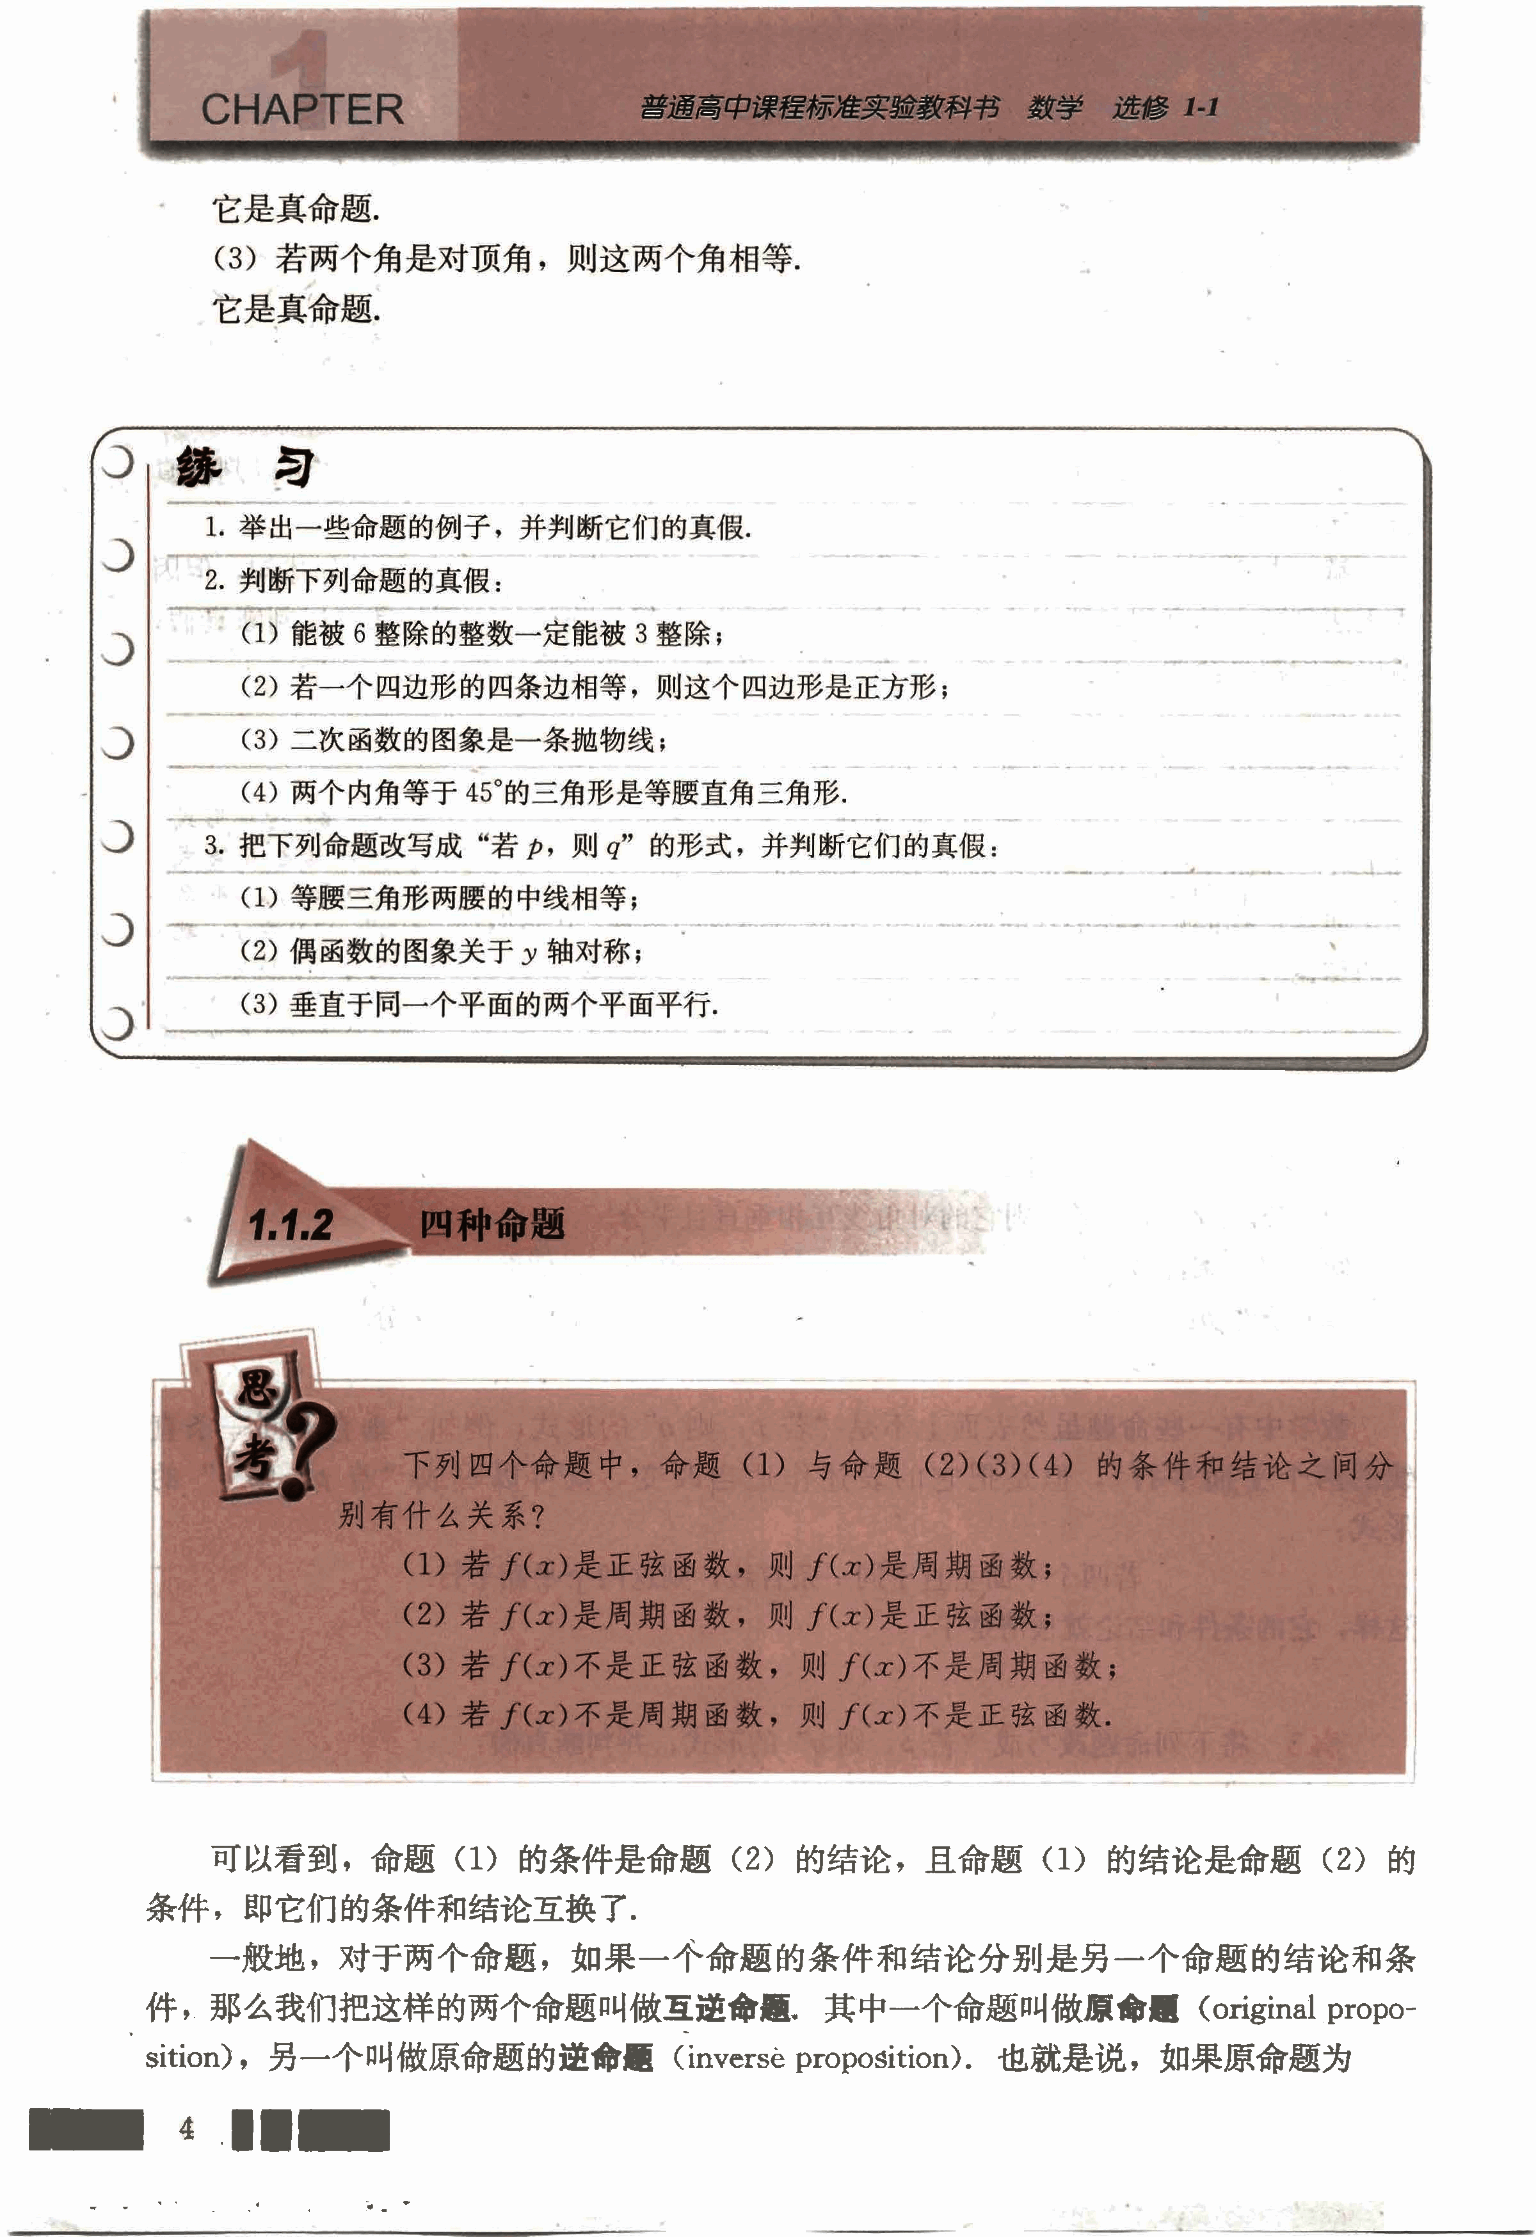 1
CHAPTER
普通高中课程标准实验教科书 数学 选修 1-1
它是真命题.
（3）若两个角是对顶角，则这两个角相等.
它是真命题.
练 习
1. 举出一些命题的例子，并判断它们的真假.
2. 判断下列命题的真假：
（1）能被 6 整除的整数一定能被 3 整除；
（2）若一个四边形的四条边相等，则这个四边形是正方形；
（3）二次函数的图象是一条抛物线；
（4）两个内角等于 45°的三角形是等腰直角三角形.
3. 把下列命题改写成“若 p，则 q”的形式，并判断它们的真假：
（1）等腰三角形两腰的中线相等；
（2）偶函数的图象关于 y 轴对称；
（3）垂直于同一个平面的两个平面平行.
1.1.2 四种命题
思考?
下列四个命题中，命题（1）与命题（2)(3)(4）的条件和结论之间分
别有什么关系？
（1）若 f(x)是正弦函数，则 f(x)是周期函数；
（2）若 f(x)是周期函数，则 f(x)是正弦函数；
（3）若 f(x)不是正弦函数，则 f(x)不是周期函数；
（4）若 f(x)不是周期函数，则 f(x)不是正弦函数.
可以看到，命题（1）的条件是命题（2）的结论，且命题（1）的结论是命题（2）的
条件，即它们的条件和结论互换了.
一般地，对于两个命题，如果一个命题的条件和结论分别是另一个命题的结论和条
件，那么我们把这样的两个命题叫做互逆命题. 其中一个命题叫做原命题（original propo-
sition），另一个叫做原命题的逆命题（inverse proposition）. 也就是说，如果原命题为
4